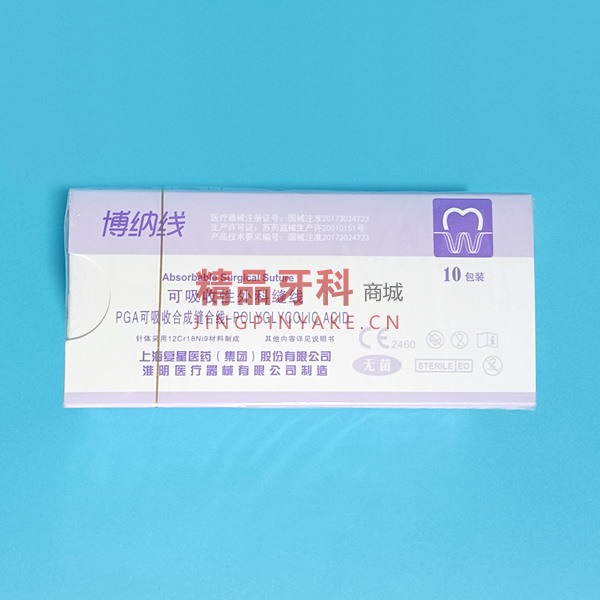 博纳线
医疗器械注册证号：国械注准20173024723
生产许可证：苏药监械生产许20010151号
产品技术要求编号：国械注准20173024723
10包装
Absorbable Surgical Suture
可吸收性外科缝线
精品牙科 商城
PGA可吸收合成缝合线-POLYGLYCOLIC ACID
JINGPINYAKE.CN
针体采用12Cr18Ni9材料制成 其他内容详见说明书
CE 2460
上海复星医药（集团）股份有限公司
淮阴医疗器械有限公司制造
无菌
STERILE EO